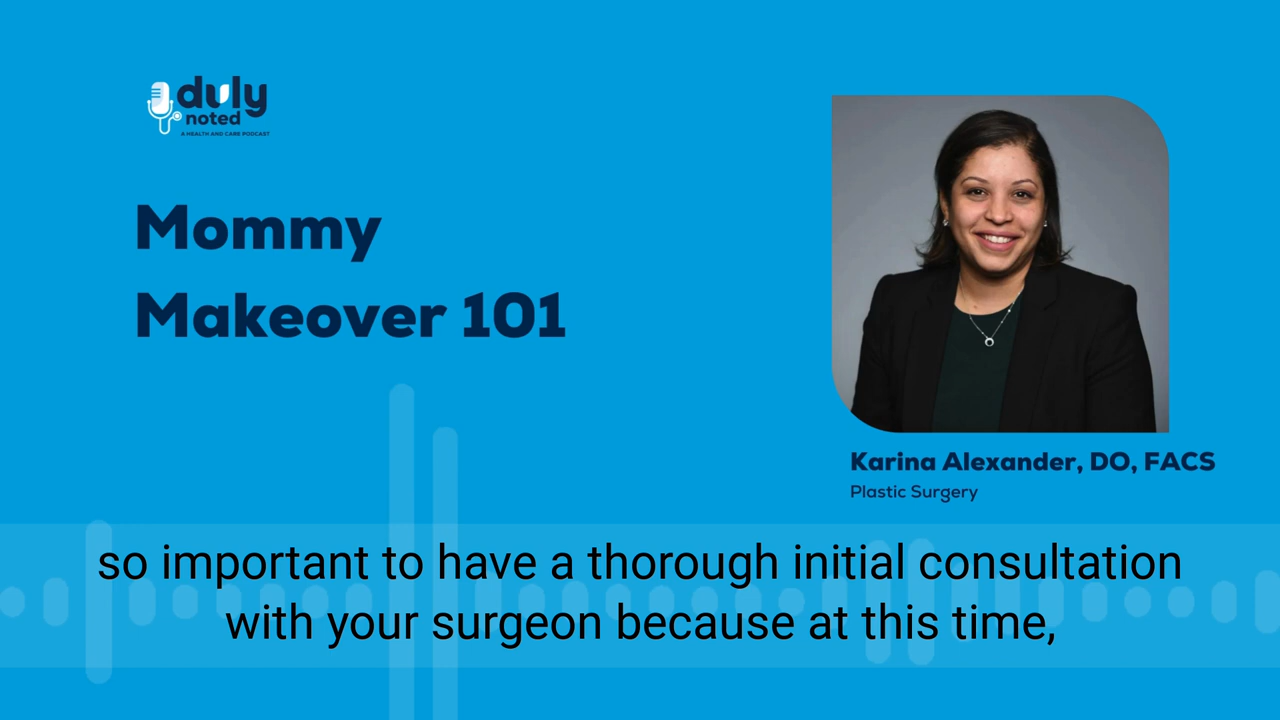 duly
noted
A HEALTH AND CARE PODCAST
Mommy
Makeover 101
Karina Alexander, DO, FACS
Plastic Surgery
so important to have a thorough initial consultation
with your surgeon because at this time,